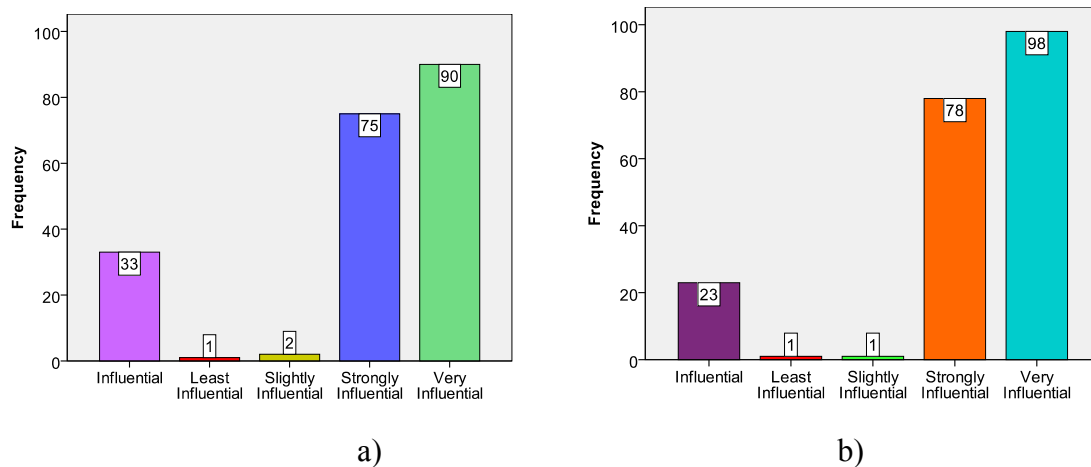 100
80
60
40
20
0
Frequency
33
1
2
75
90
Influential
Least
Influential
Slightly
Influential
Strongly
Influential
Very
Influential
a)
100
80
60
40
20
0
Frequency
23
1
1
78
98
Influential
Least
Influential
Slightly
Influential
Strongly
Influential
Very
Influential
b)